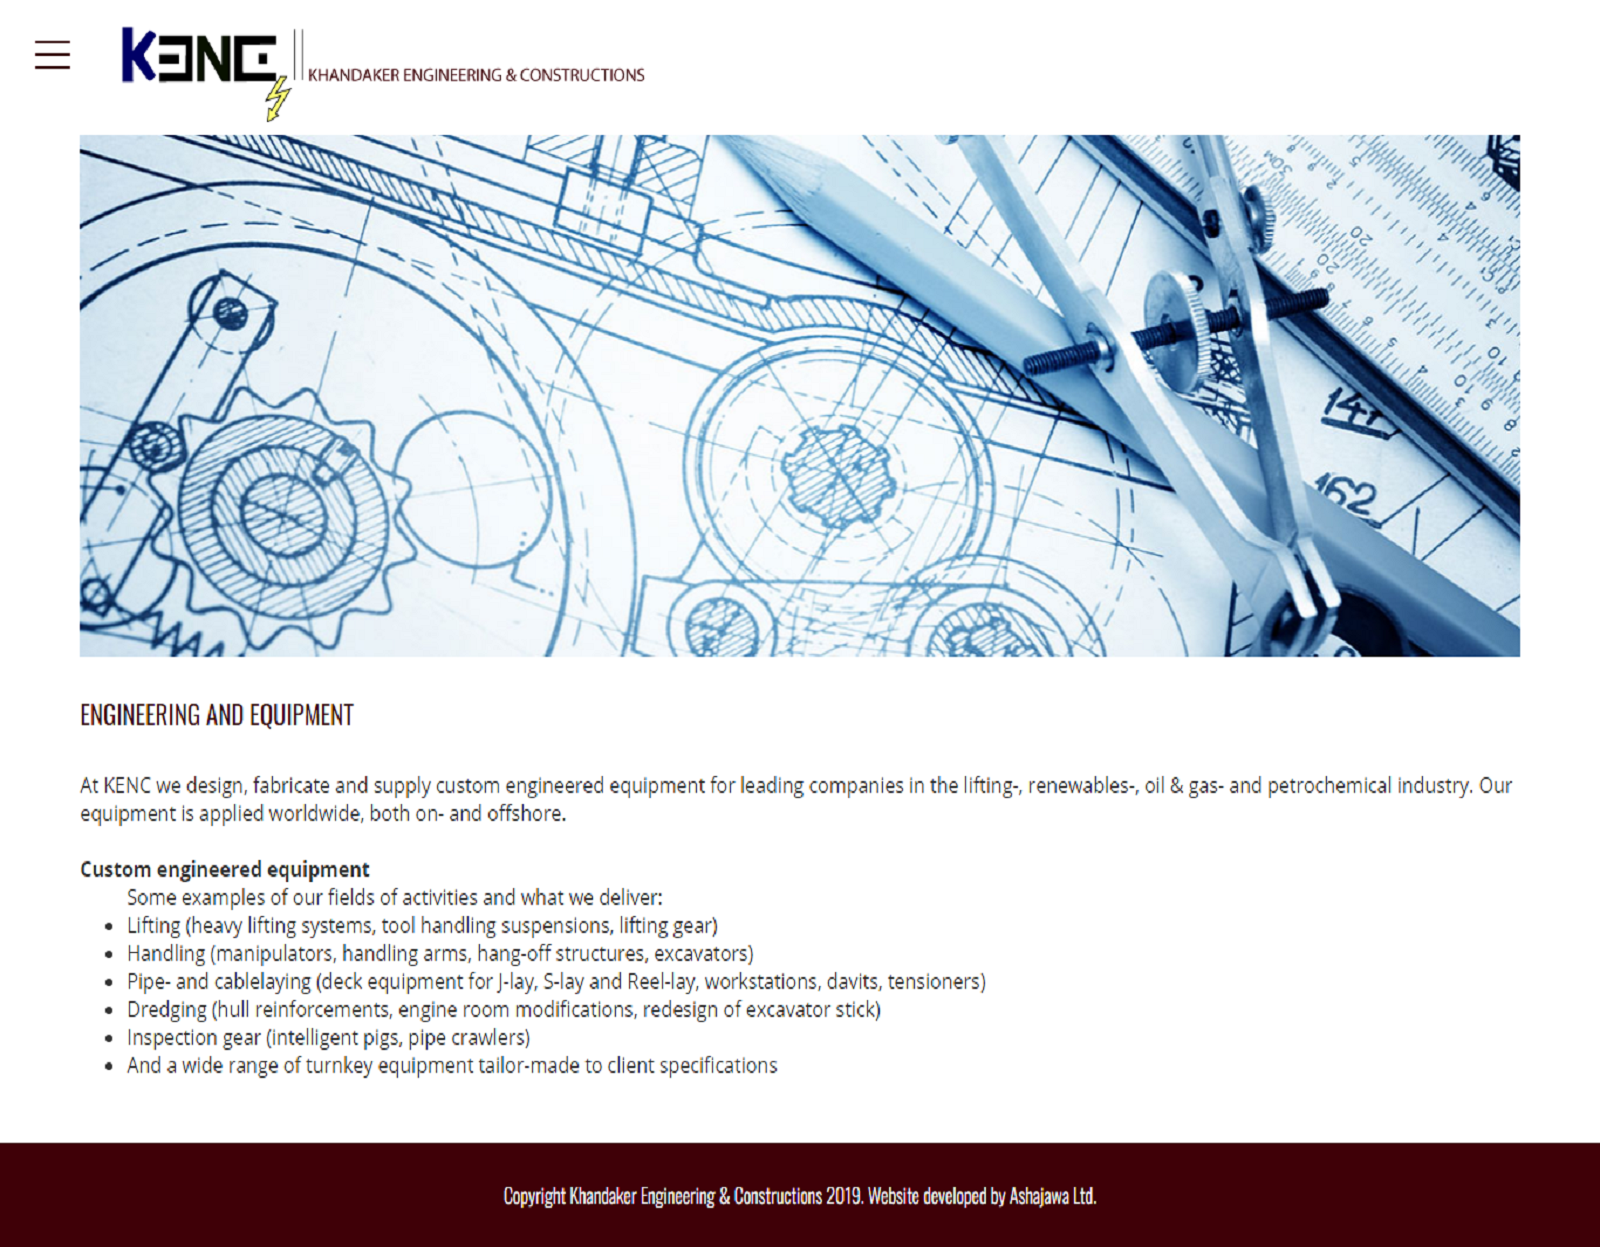 KENC
KHANDAKER ENGINEERING & CONSTRUCTIONS
147
162
ENGINEERING AND EQUIPMENT
At KENC we design, fabricate and supply custom engineered equipment for leading companies in the lifting-, renewables-, oil & gas- and petrochemical industry. Our
equipment is applied worldwide, both on- and offshore.
Custom engineered equipment
Some examples of our fields of activities and what we deliver:
• Lifting (heavy lifting systems, tool handling suspensions, lifting gear)
• Handling (manipulators, handling arms, hang-off structures, excavators)
• Pipe- and cablelaying (deck equipment for J-lay, S-lay and Reel-lay, workstations, davits, tensioners)
• Dredging (hull reinforcements, engine room modifications, redesign of excavator stick)
• Inspection gear (intelligent pigs, pipe crawlers)
• And a wide range of turnkey equipment tailor-made to client specifications
Copyright Khandaker Engineering & Constructions 2019. Website developed by Ashajawa Ltd.